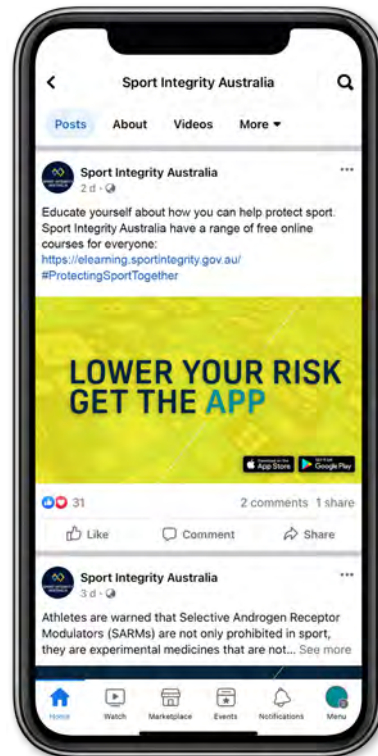 Sport Integrity Australia
Posts About Videos More
Sport Integrity Australia
2 d
Educate yourself about how you can help protect sport.
Sport Integrity Australia have a range of free online
courses for everyone:
https://elearning.sportintegrity.gov.au/
#ProtectingSportTogether
LOWER YOUR RISK
GET THE APP
App Store Google Play
31 2 comments 1 share
Like Comment Share
Sport Integrity Australia
3 d
Athletes are warned that Selective Androgen Receptor
Modulators (SARMs) are not only prohibited in sport,
they are experimental medicines that are not... See more
Home Watch Marketplace Events Notifications Menu